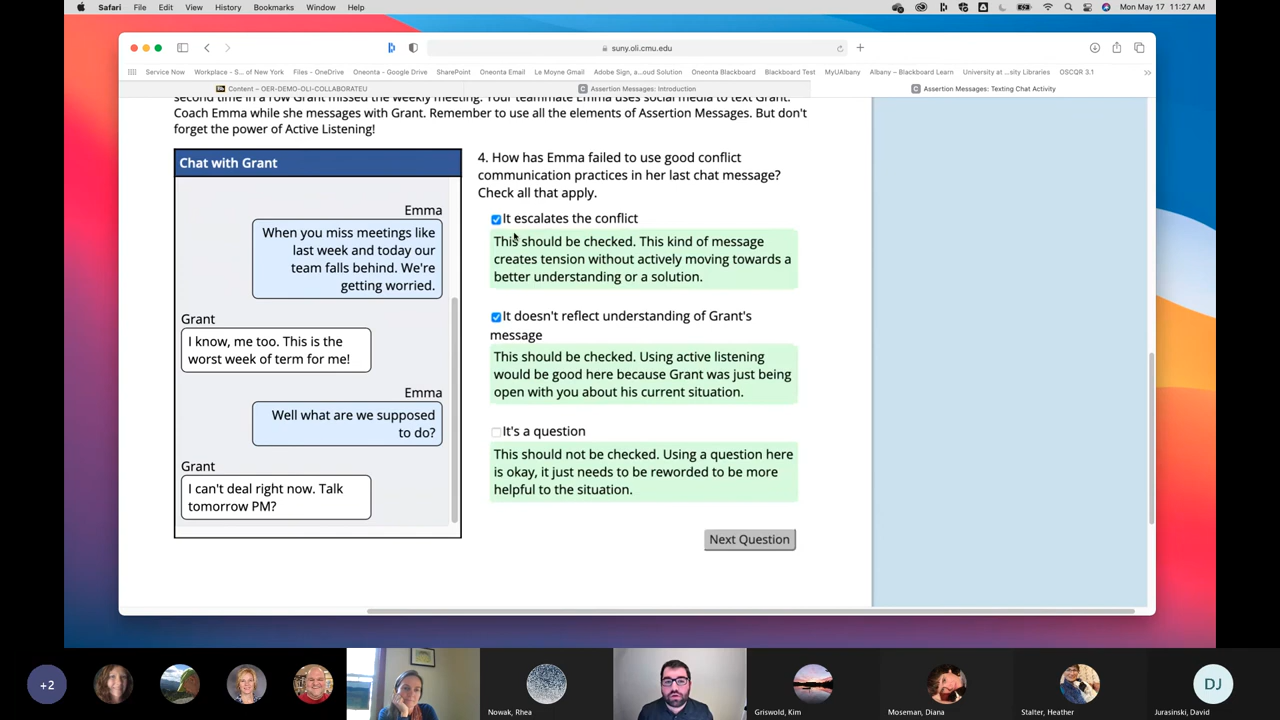 Safari File Edit View History Bookmarks Window Help
Mon May 17 11:27 AM
suny.oli.cmu.edu
Service Now Workplace - S... of New York Files - OneDrive Oneonta - Google Drive SharePoint Oneonta Email Le Moyne Gmail Adobe Sign, a...oud Solution Oneonta Blackboard Blackboard Test MyUAlbany Albany – Blackboard Learn University at ...sity Libraries OSCQR 3.1
Content – OER-DEMO-OLI-COLLABORATEU
Assertion Messages: Introduction
Assertion Messages: Texting Chat Activity
second time in a row Grant missed the weekly meeting. Your teammate Emma uses social media to text Grant.
Coach Emma while she messages with Grant. Remember to use all the elements of Assertion Messages. But don't
forget the power of Active Listening!
Chat with Grant
Emma
When you miss meetings like
last week and today our
team falls behind. We're
getting worried.
Grant
I know, me too. This is the
worst week of term for me!
Emma
Well what are we supposed
to do?
Grant
I can't deal right now. Talk
tomorrow PM?
4. How has Emma failed to use good conflict
communication practices in her last chat message?
Check all that apply.
It escalates the conflict
This should be checked. This kind of message
creates tension without actively moving towards a
better understanding or a solution.
It doesn't reflect understanding of Grant's
message
This should be checked. Using active listening
would be good here because Grant was just being
open with you about his current situation.
It's a question
This should not be checked. Using a question here
is okay, it just needs to be reworded to be more
helpful to the situation.
Next Question
+2
Nowak, Rhea
Griswold, Kim
Moseman, Diana
Stalter, Heather
DJ
Jurasinski, David